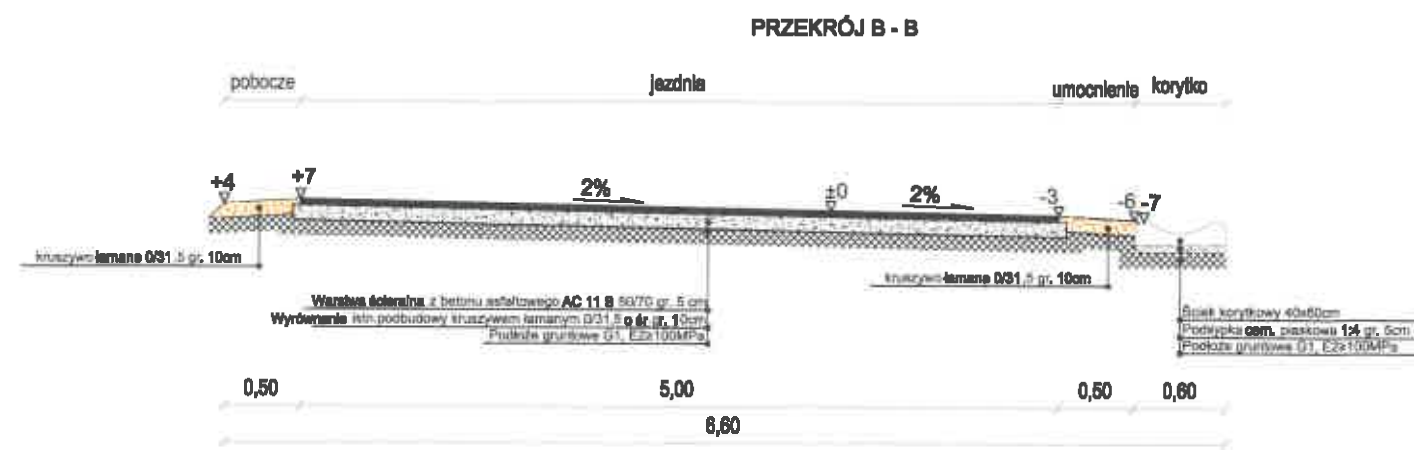 PRZEKRÓJ B - B
pobocze jezdnia umocnienie korytko
+4 +7 2% ±0 2% -3 -6 -7
kruszywo łamane 0/31,5 gr. 10cm
kruszywo łamane 0/31,5 gr. 10cm
Warstwa ścieralna z betonu asfaltowego AC 11 S 50/70 gr. 5 cm
Wyrównanie istn.podbudowy kruszywem łamanym 0/31,5 o śr gr. 10cm
Podłoże gruntowe G1, E2≥100MPa
Ściek korytkowy 40x60cm
Podsypka cem. piaskowa 1:4 gr. 5cm
Podłoże gruntowe G1, E2≥100MPa
0,50 5,00 0,50 0,60
6,60